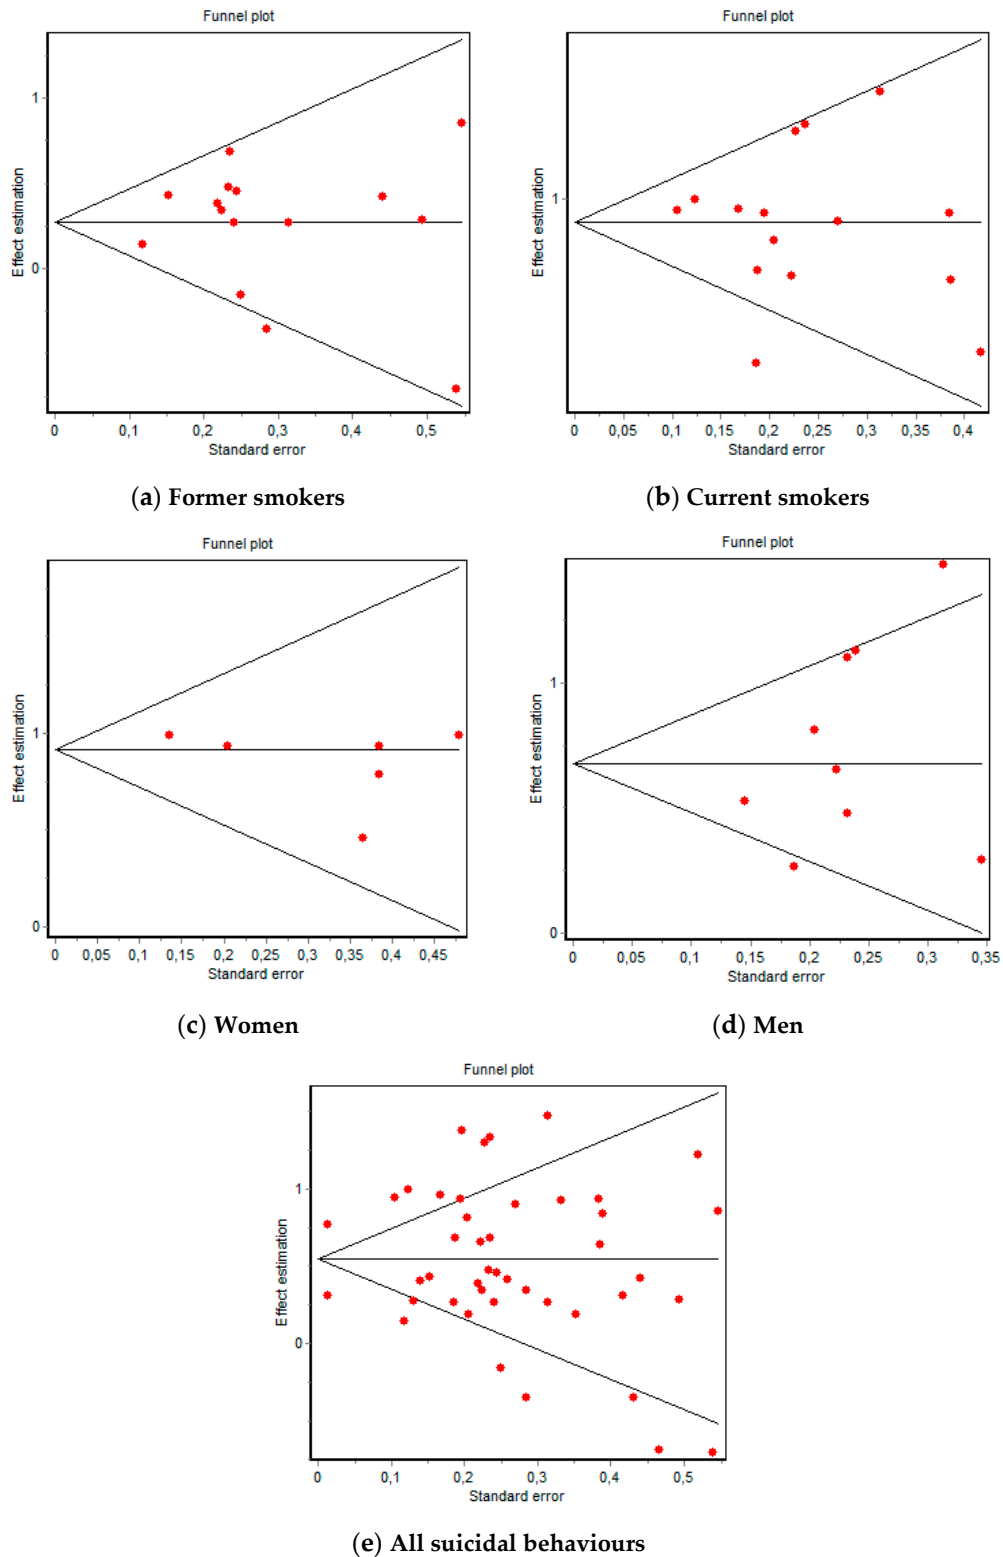 Funnel plot
Effect estimation
1
0
0 0,1 0,2 0,3 0,4 0,5
Standard error
(a) Former smokers
Funnel plot
Effect estimation
1
0 0,05 0,1 0,15 0,2 0,25 0,3 0,35 0,4
Standard error
(b) Current smokers
Funnel plot
Effect estimation
1
0
0 0,05 0,1 0,15 0,2 0,25 0,3 0,35 0,4 0,45
Standard error
(c) Women
Funnel plot
Effect estimation
1
0
0 0,05 0,1 0,15 0,2 0,25 0,3 0,35
Standard error
(d) Men
Funnel plot
Effect estimation
1
0
0 0,1 0,2 0,3 0,4 0,5
Standard error
(e) All suicidal behaviours